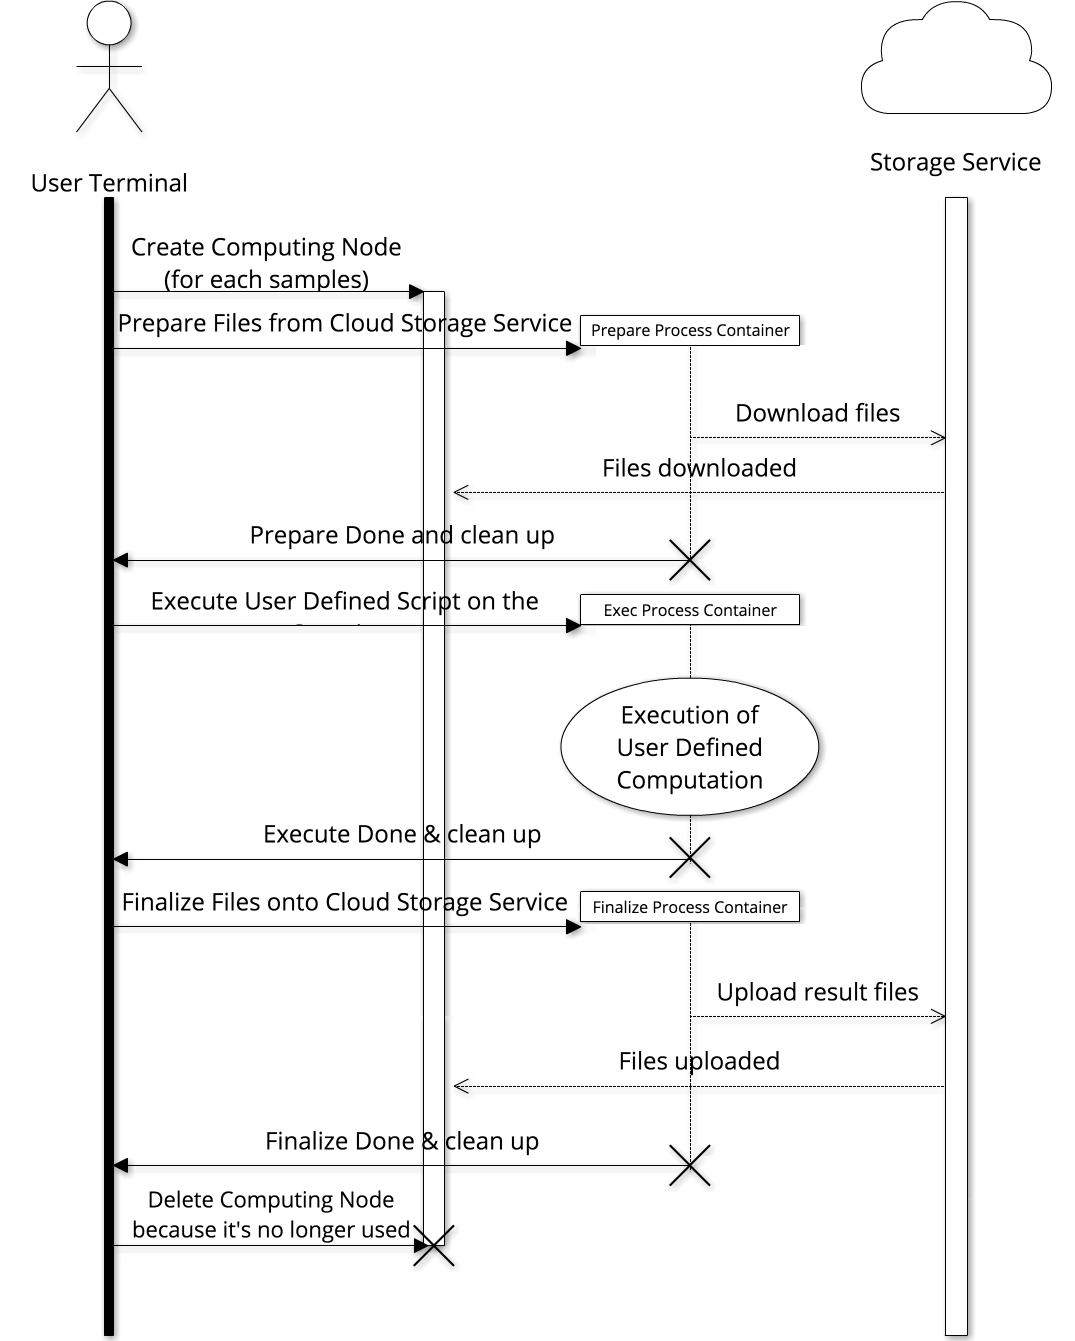 User Terminal
Storage Service
Create Computing Node
(for each samples)
Prepare Files from Cloud Storage Service
Prepare Process Container
Download files
Files downloaded
Prepare Done and clean up
Execute User Defined Script on the
Exec Process Container
Execution of
User Defined
Computation
Execute Done & clean up
Finalize Files onto Cloud Storage Service
Finalize Process Container
Upload result files
Files uploaded
Finalize Done & clean up
Delete Computing Node
because it's no longer used